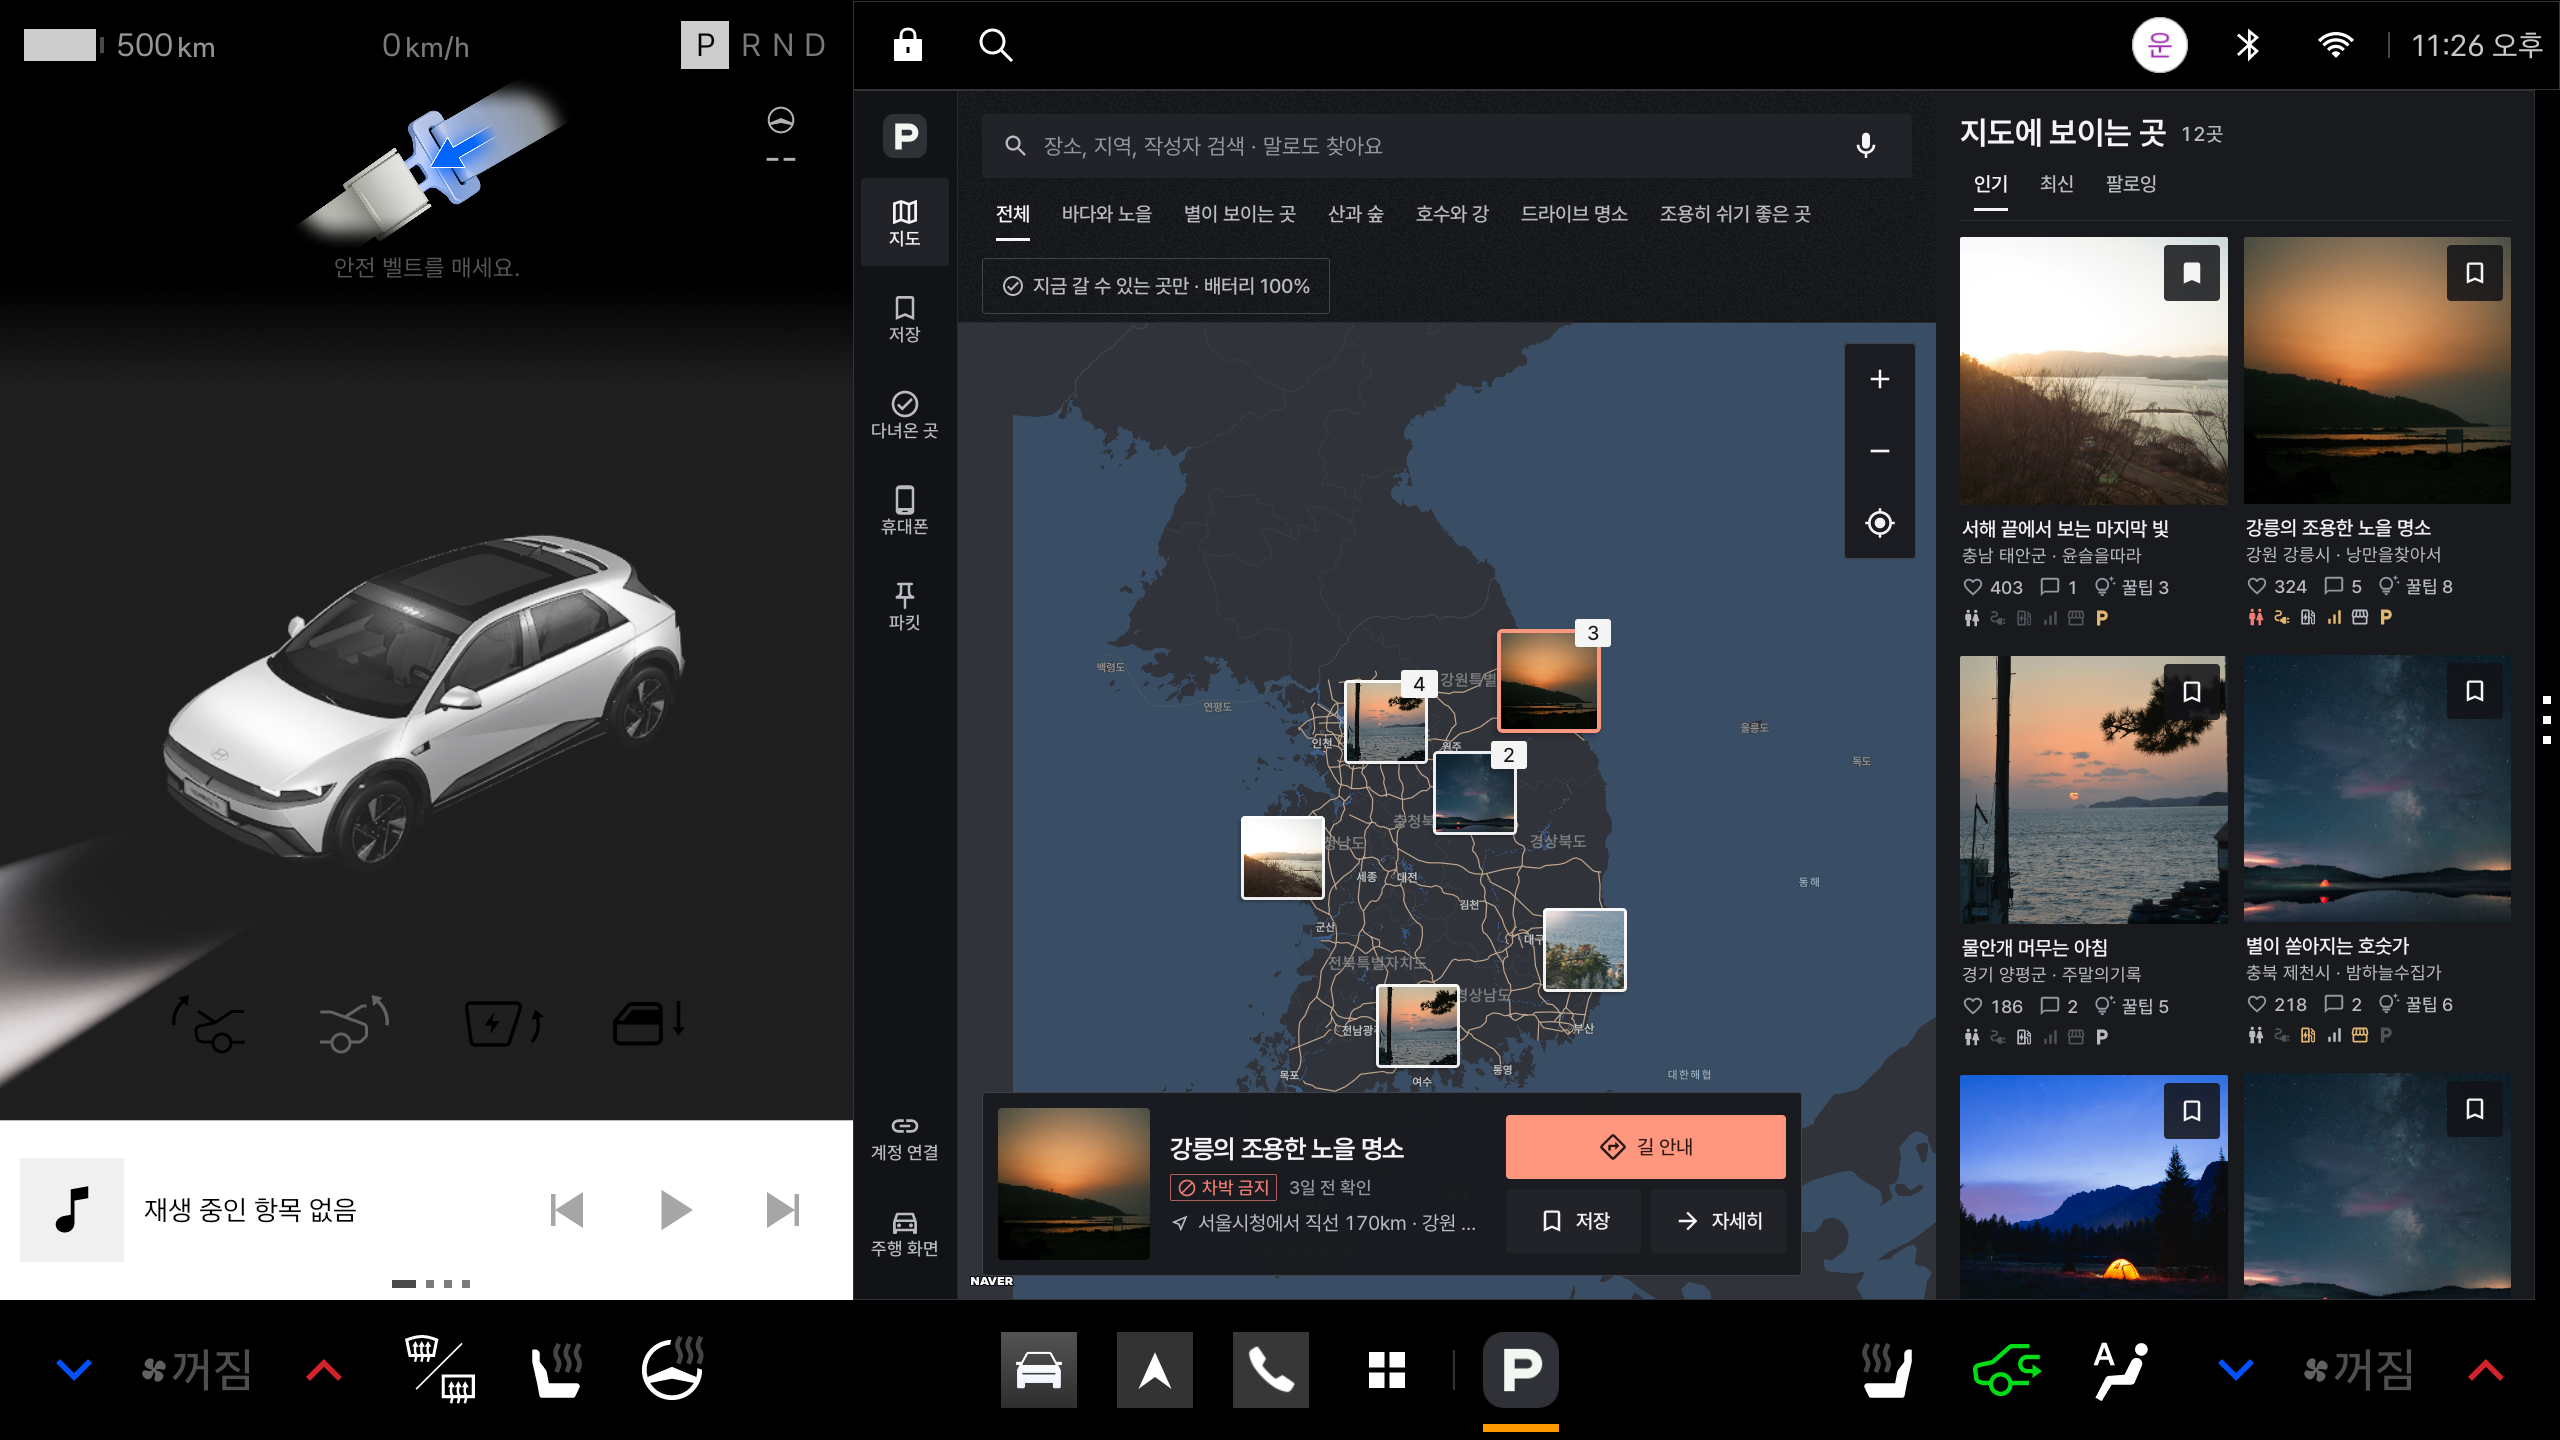 500 km
0 km/h
P R N D
안전 벨트를 매세요.
재생 중인 항목 없음
운
11:26 오후
P
지도
저장
다녀온 곳
휴대폰
파킷
계정 연결
주행 화면
장소, 지역, 작성자 검색 · 말로도 찾아요
전체 바다와 노을 별이 보이는 곳 산과 숲 호수와 강 드라이브 명소 조용히 쉬기 좋은 곳
지금 갈 수 있는 곳만 · 배터리 100%
백령도
연평도
강원특별
3
4
인천
원주
2
울릉도
독도
충청북
청남도
경상북도
세종
대전
동해
김천
군산
대구
전북특별자치도
경상남도
전남광
부산
목포
여수
통영
대한해협
강릉의 조용한 노을 명소
차박 금지 3일 전 확인
서울시청에서 직선 170km · 강원 ...
길 안내
저장
자세히
NAVER
지도에 보이는 곳 12곳
인기 최신 팔로잉
서해 끝에서 보는 마지막 빛
충남 태안군 · 윤슬을따라
403 1 꿀팁 3
P
강릉의 조용한 노을 명소
강원 강릉시 · 낭만을찾아서
324 5 꿀팁 8
P
물안개 머무는 아침
경기 양평군 · 주말의기록
186 2 꿀팁 5
P
별이 쏟아지는 호숫가
충북 제천시 · 밤하늘수집가
218 2 꿀팁 6
P
꺼짐
P
A
꺼짐